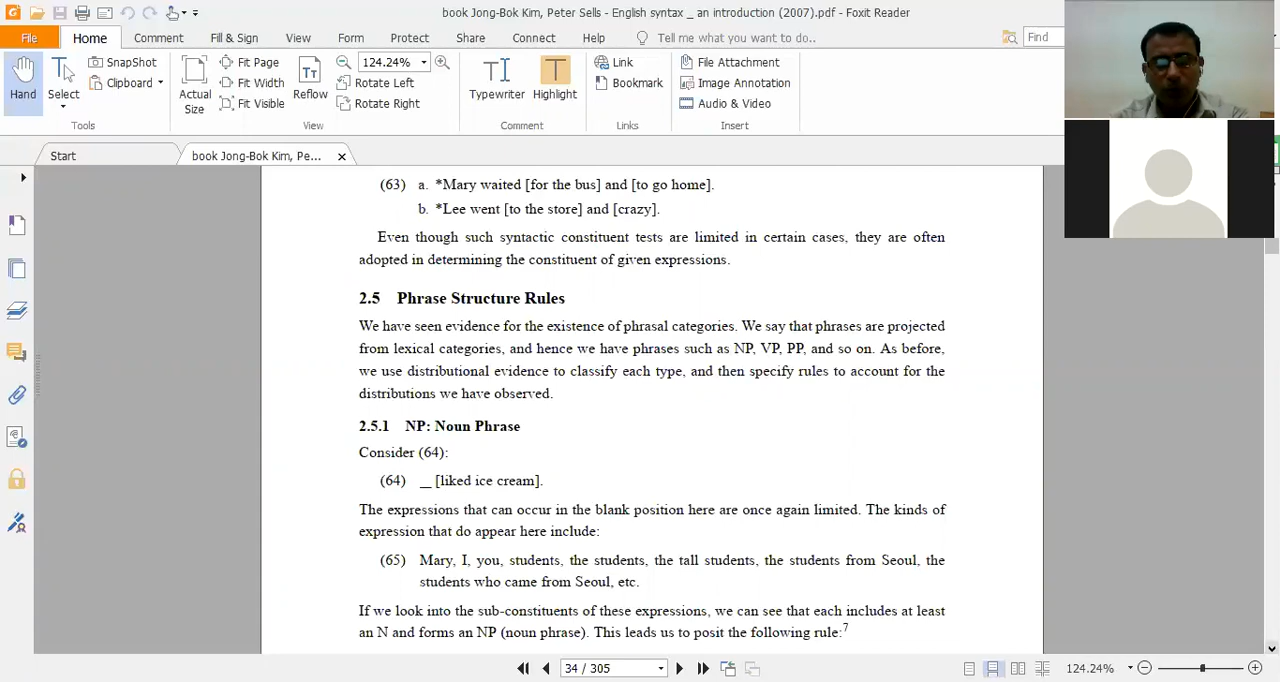 book Jong-Bok Kim, Peter Sells - English syntax _ an introduction (2007).pdf - Foxit Reader
File Home Comment Fill & Sign View Form Protect Share Connect Help Tell me what you want to do.. Find
Hand
Select
SnapShot
Clipboard
Tools
Actual Size
Fit Page
Fit Width
Fit Visible
Reflow
124.24%
Rotate Left
Rotate Right
View
Typewriter
Highlight
Comment
Link
Bookmark
Links
File Attachment
Image Annotation
Audio & Video
Insert
Start
book Jong-Bok Kim, Pe...
(63) a. *Mary waited [for the bus] and [to go home].
b. *Lee went [to the store] and [crazy].
Even though such syntactic constituent tests are limited in certain cases, they are often
adopted in determining the constituent of given expressions.
2.5 Phrase Structure Rules
We have seen evidence for the existence of phrasal categories. We say that phrases are projected
from lexical categories, and hence we have phrases such as NP, VP, PP, and so on. As before,
we use distributional evidence to classify each type, and then specify rules to account for the
distributions we have observed.
2.5.1 NP: Noun Phrase
Consider (64):
(64) _ [liked ice cream].
The expressions that can occur in the blank position here are once again limited. The kinds of
expression that do appear here include:
(65) Mary, I, you, students, the students, the tall students, the students from Seoul, the
students who came from Seoul, etc.
If we look into the sub-constituents of these expressions, we can see that each includes at least
an N and forms an NP (noun phrase). This leads us to posit the following rule:7
34 / 305
124.24%